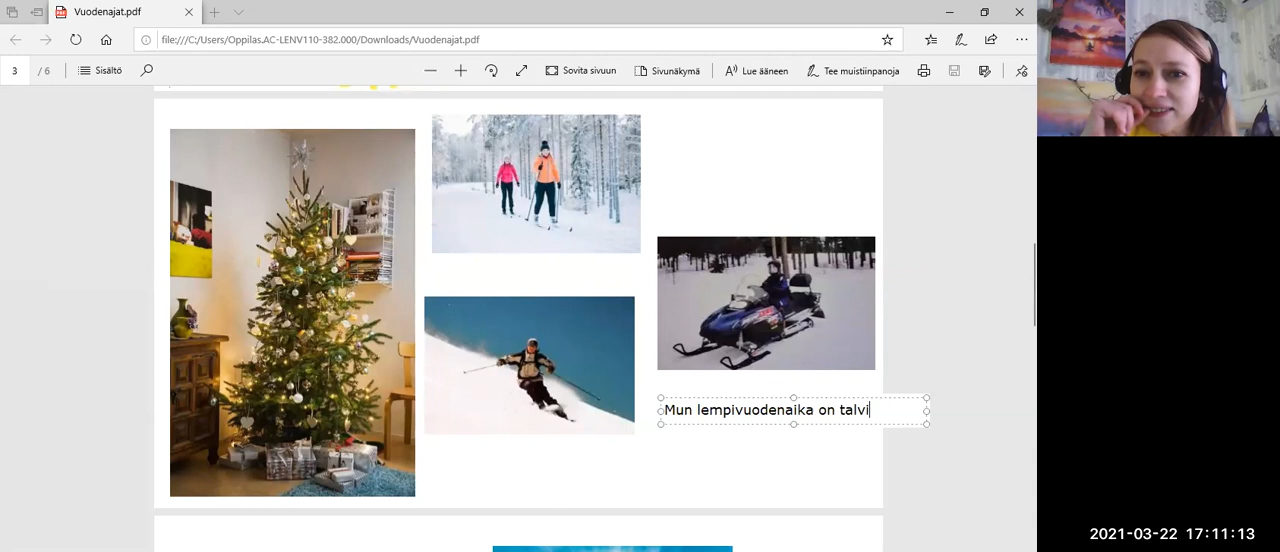 Vuodenajat.pdf
file:///C:/Users/Oppilas.AC-LENV110-382.000/Downloads/Vuodenajat.pdf
3 / 6 Sisältö Sovita sivuun Sivunäkymä Lue ääneen Tee muistiinpanoja
Mun lempivuodenaika on talvi
2021-03-22 17:11:13